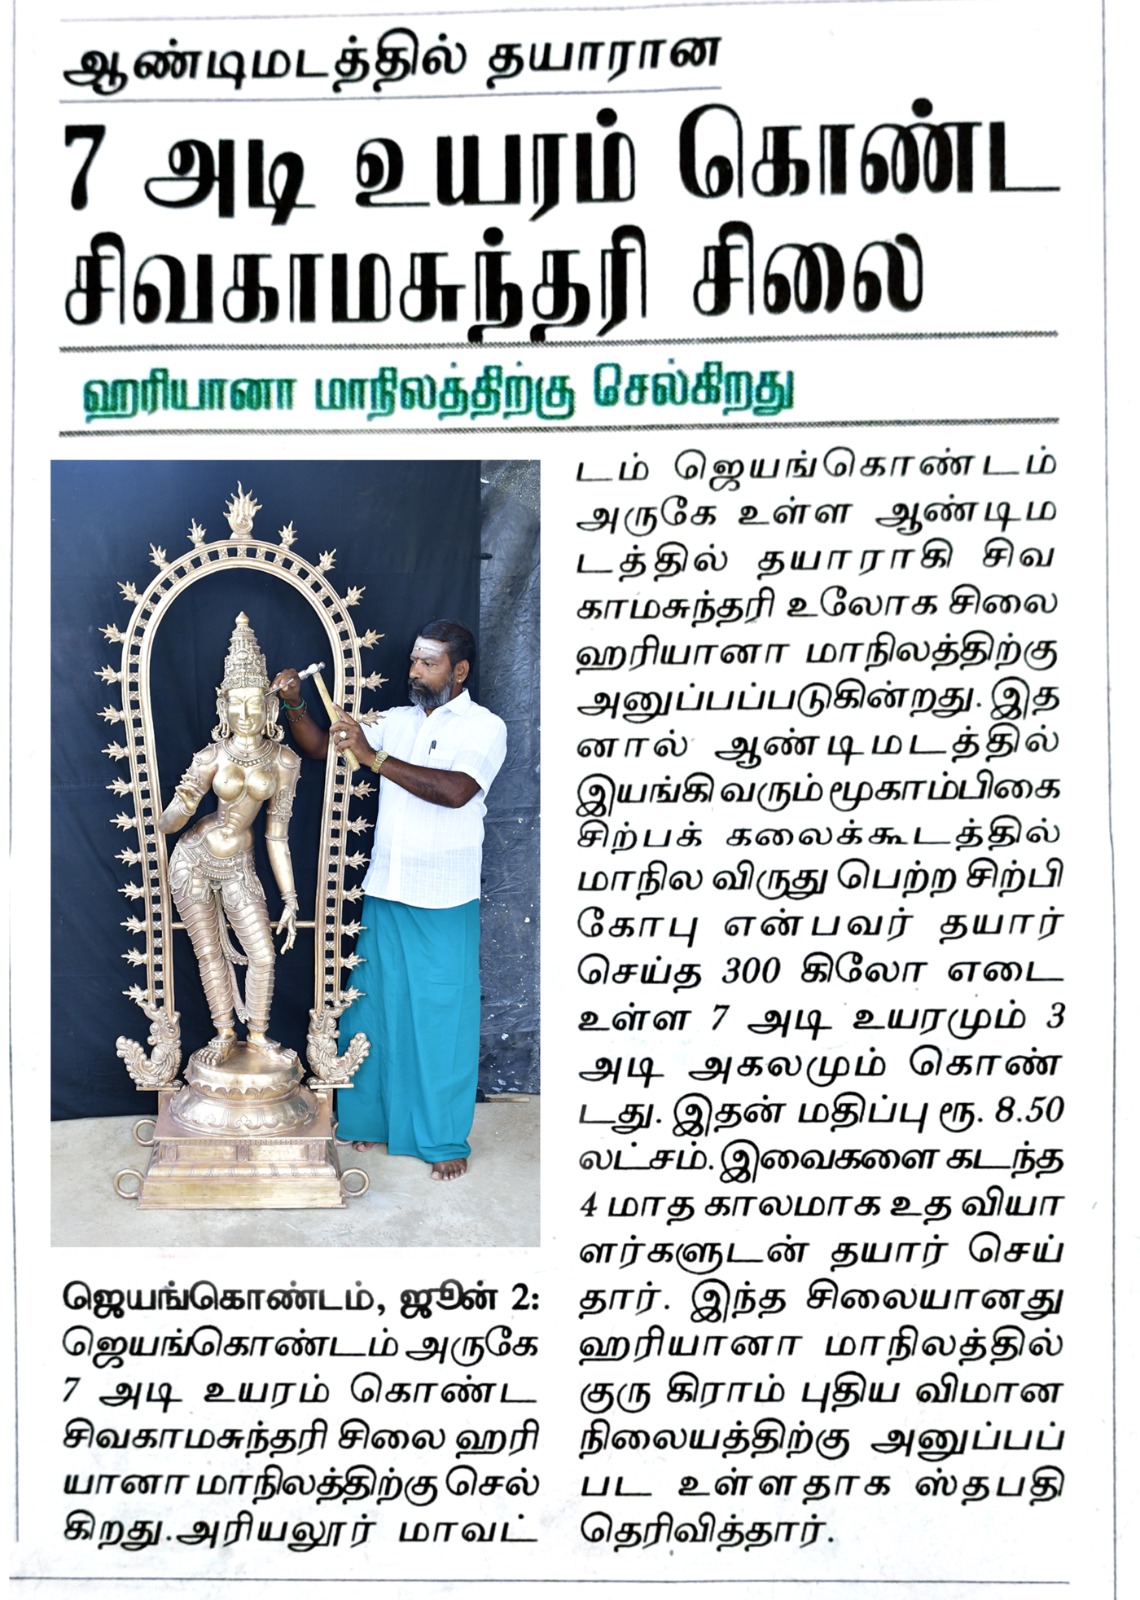 ஆண்டிமடத்தில் தயாரான
7 அடி உயரம் கொண்ட
சிவகாமசுந்தரி சிலை
ஹரியானா மாநிலத்திற்கு செல்கிறது
ஜெயங்கொண்டம், ஜூன் 2:
ஜெயங்கொண்டம் அருகே
7 அடி உயரம் கொண்ட
சிவகாமசுந்தரி சிலை ஹரி
யானா மாநிலத்திற்கு செல்
கிறது.அரியலூர் மாவட்
டம் ஜெயங்கொண்டம்
அருகே உள்ள ஆண்டிம
டத்தில் தயாராகி சிவ
காமசுந்தரி உலோக சிலை
ஹரியானா மாநிலத்திற்கு
அனுப்பப்படுகின்றது. இத
னால் ஆண்டிமடத்தில்
இயங்கி வரும் மூகாம்பிகை
சிற்பக் கலைக்கூடத்தில்
மாநில விருது பெற்ற சிற்பி
கோபு என்பவர் தயார்
செய்த 300 கிலோ எடை
உள்ள 7 அடி உயரமும் 3
அடி அகலமும் கொண்
டது. இதன் மதிப்பு ரூ. 8.50
லட்சம்.இவைகளை கடந்த
4 மாத காலமாக உத வியா
ளர்களுடன் தயார் செய்
தார். இந்த சிலையானது
ஹரியானா மாநிலத்தில்
குரு கிராம் புதிய விமான
நிலையத்திற்கு அனுப்பப்
பட உள்ளதாக ஸ்தபதி
தெரிவித்தார்.